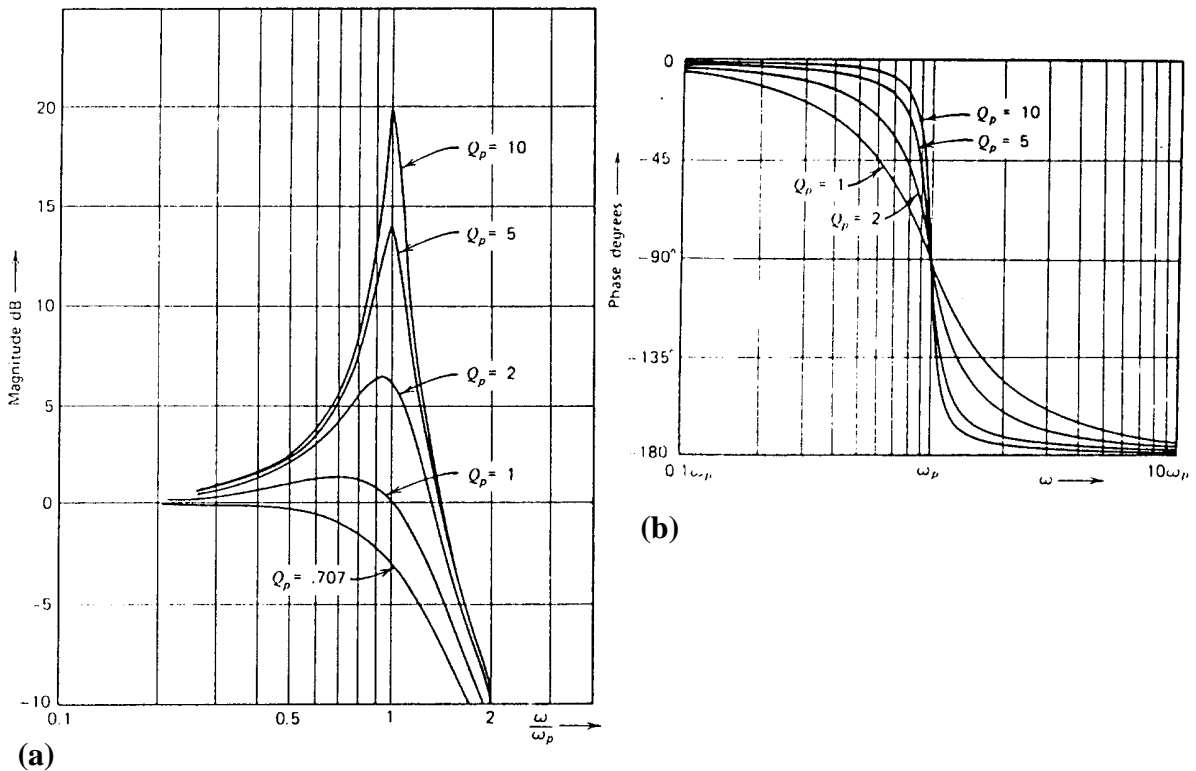 20
15
10
5
0
-5
-10
Magnitude dB
Q_p = 10
Q_p = 5
Q_p = 2
Q_p = 1
Q_p = .707
0.1
0.5
1
2
ω/ω_p
(a)
0
-45
-90°
-135°
-180
Phase degrees
Q_p = 10
Q_p = 5
Q_p = 1
Q_p = 2
0 1ω_p
ω_p
ω
10ω_p
(b)